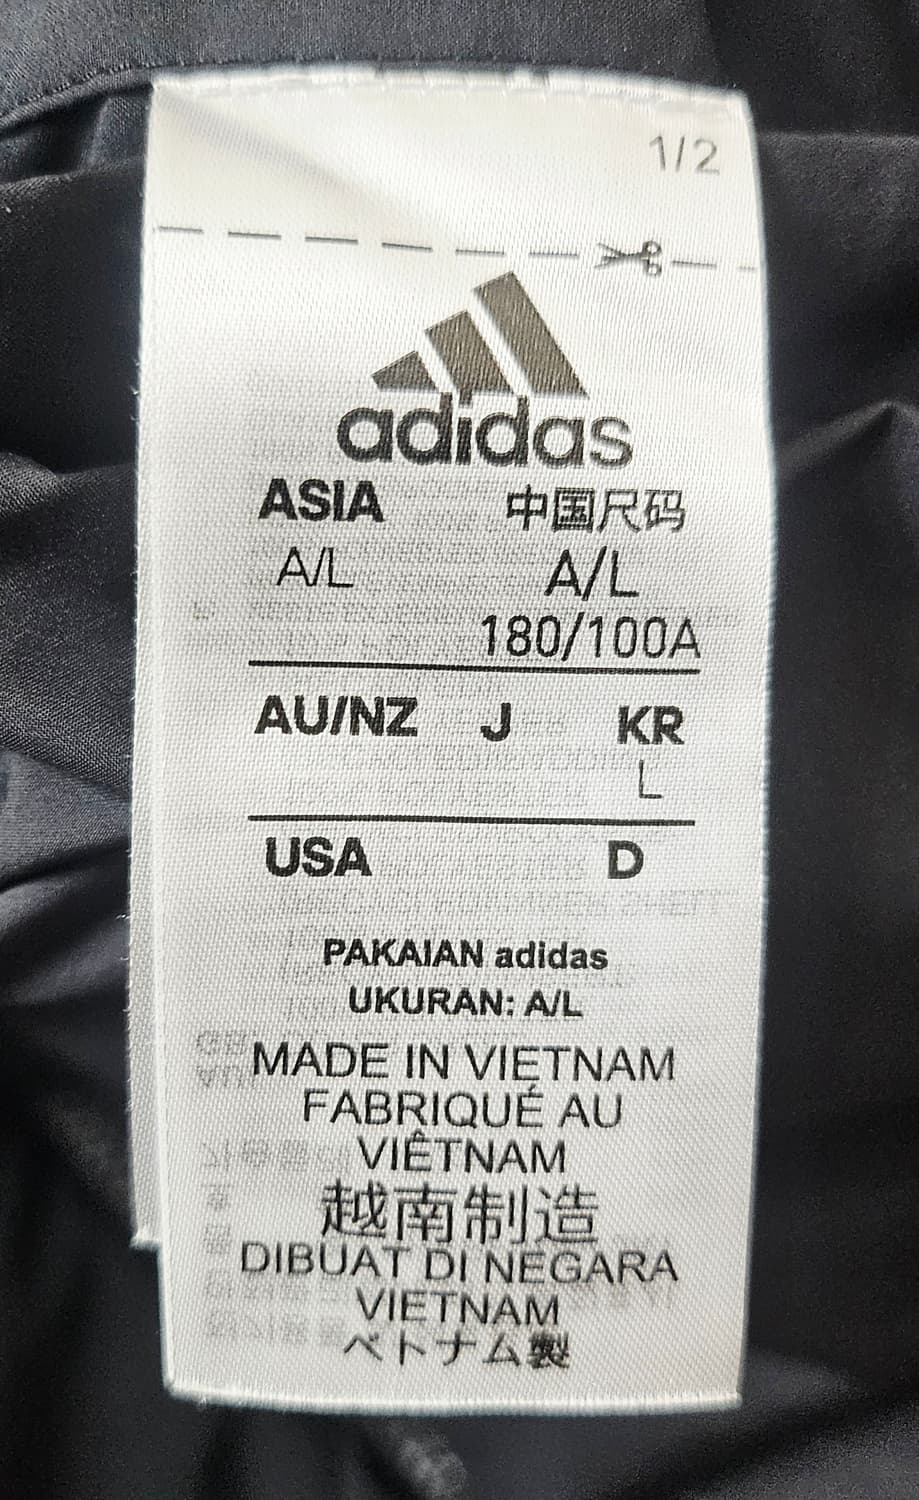 1/2
adidas
ASIA 中国尺码
A/L A/L
180/100A
AU/NZ J KR
L
USA D
PAKAIAN adidas
UKURAN: A/L
MADE IN VIETNAM
FABRIQUÉ AU
VIÊTNAM
越南制造
DIBUAT DI NEGARA
VIETNAM
ベトナム製